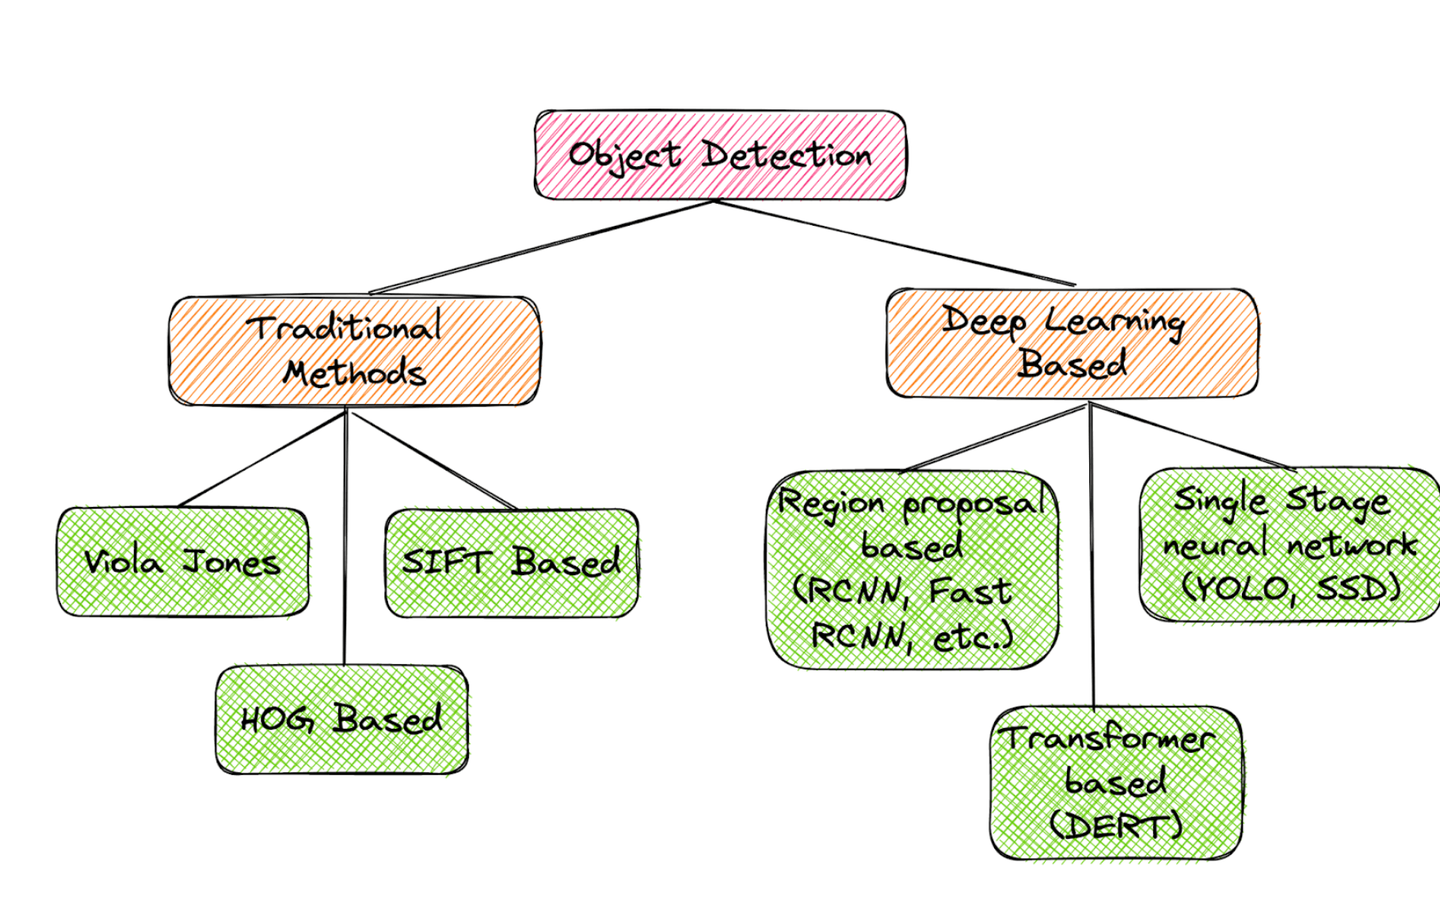 Object Detection
Traditional
Methods
Deep Learning
Based
Viola Jones
SIFT Based
HOG Based
Region proposal
based
(RCNN, Fast
RCNN, etc.)
Single Stage
neural network
(YOLO, SSD)
Transformer
based
(DERT)